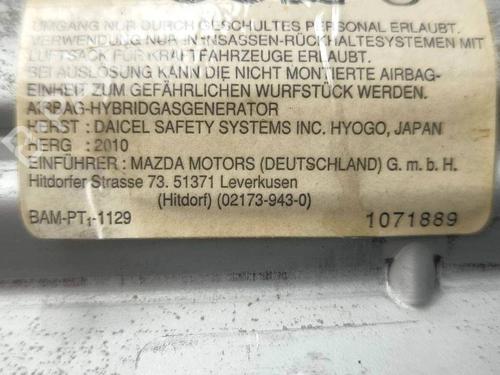 UMGANG NUR DURCH GESCHULTES PERSONAL ERLAUBT.
VERWENDUNG NUR IN INSASSEN-RÜCKHALTESYSTEMEN MIT
LUFTSACK FÜR KRAFTFAHRZEUGE ERLAUBT.
BEI AUSLÖSUNG KANN DIE NICHT MONTIERTE AIRBAG-
EINHEIT ZUM GEFÄHRLICHEN WURFSTÜCK WERDEN.
AIRBAG-HYBRIDGASGENERATOR
HERST : DAICEL SAFETY SYSTEMS INC. HYOGO, JAPAN
HERG : 2010
EINFÜHRER : MAZDA MOTORS (DEUTSCHLAND) G. m. b. H.
Hitdorfer Strasse 73. 51371 Leverkusen
(Hitdorf) (02173-943-0)
BAM-PT₁-1129 1071889